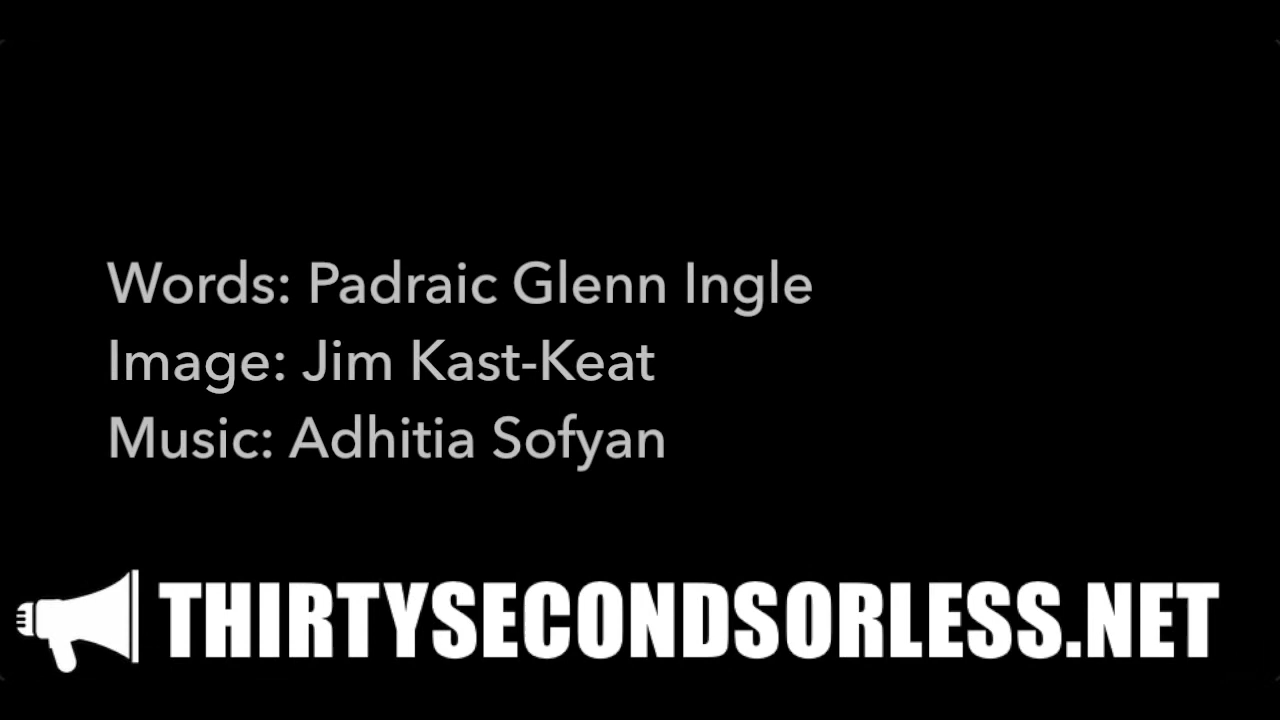 Words: Padraic Glenn Ingle
Image: Jim Kast-Keat
Music: Adhitia Sofyan
THIRTYSECONDSORLESS.NET